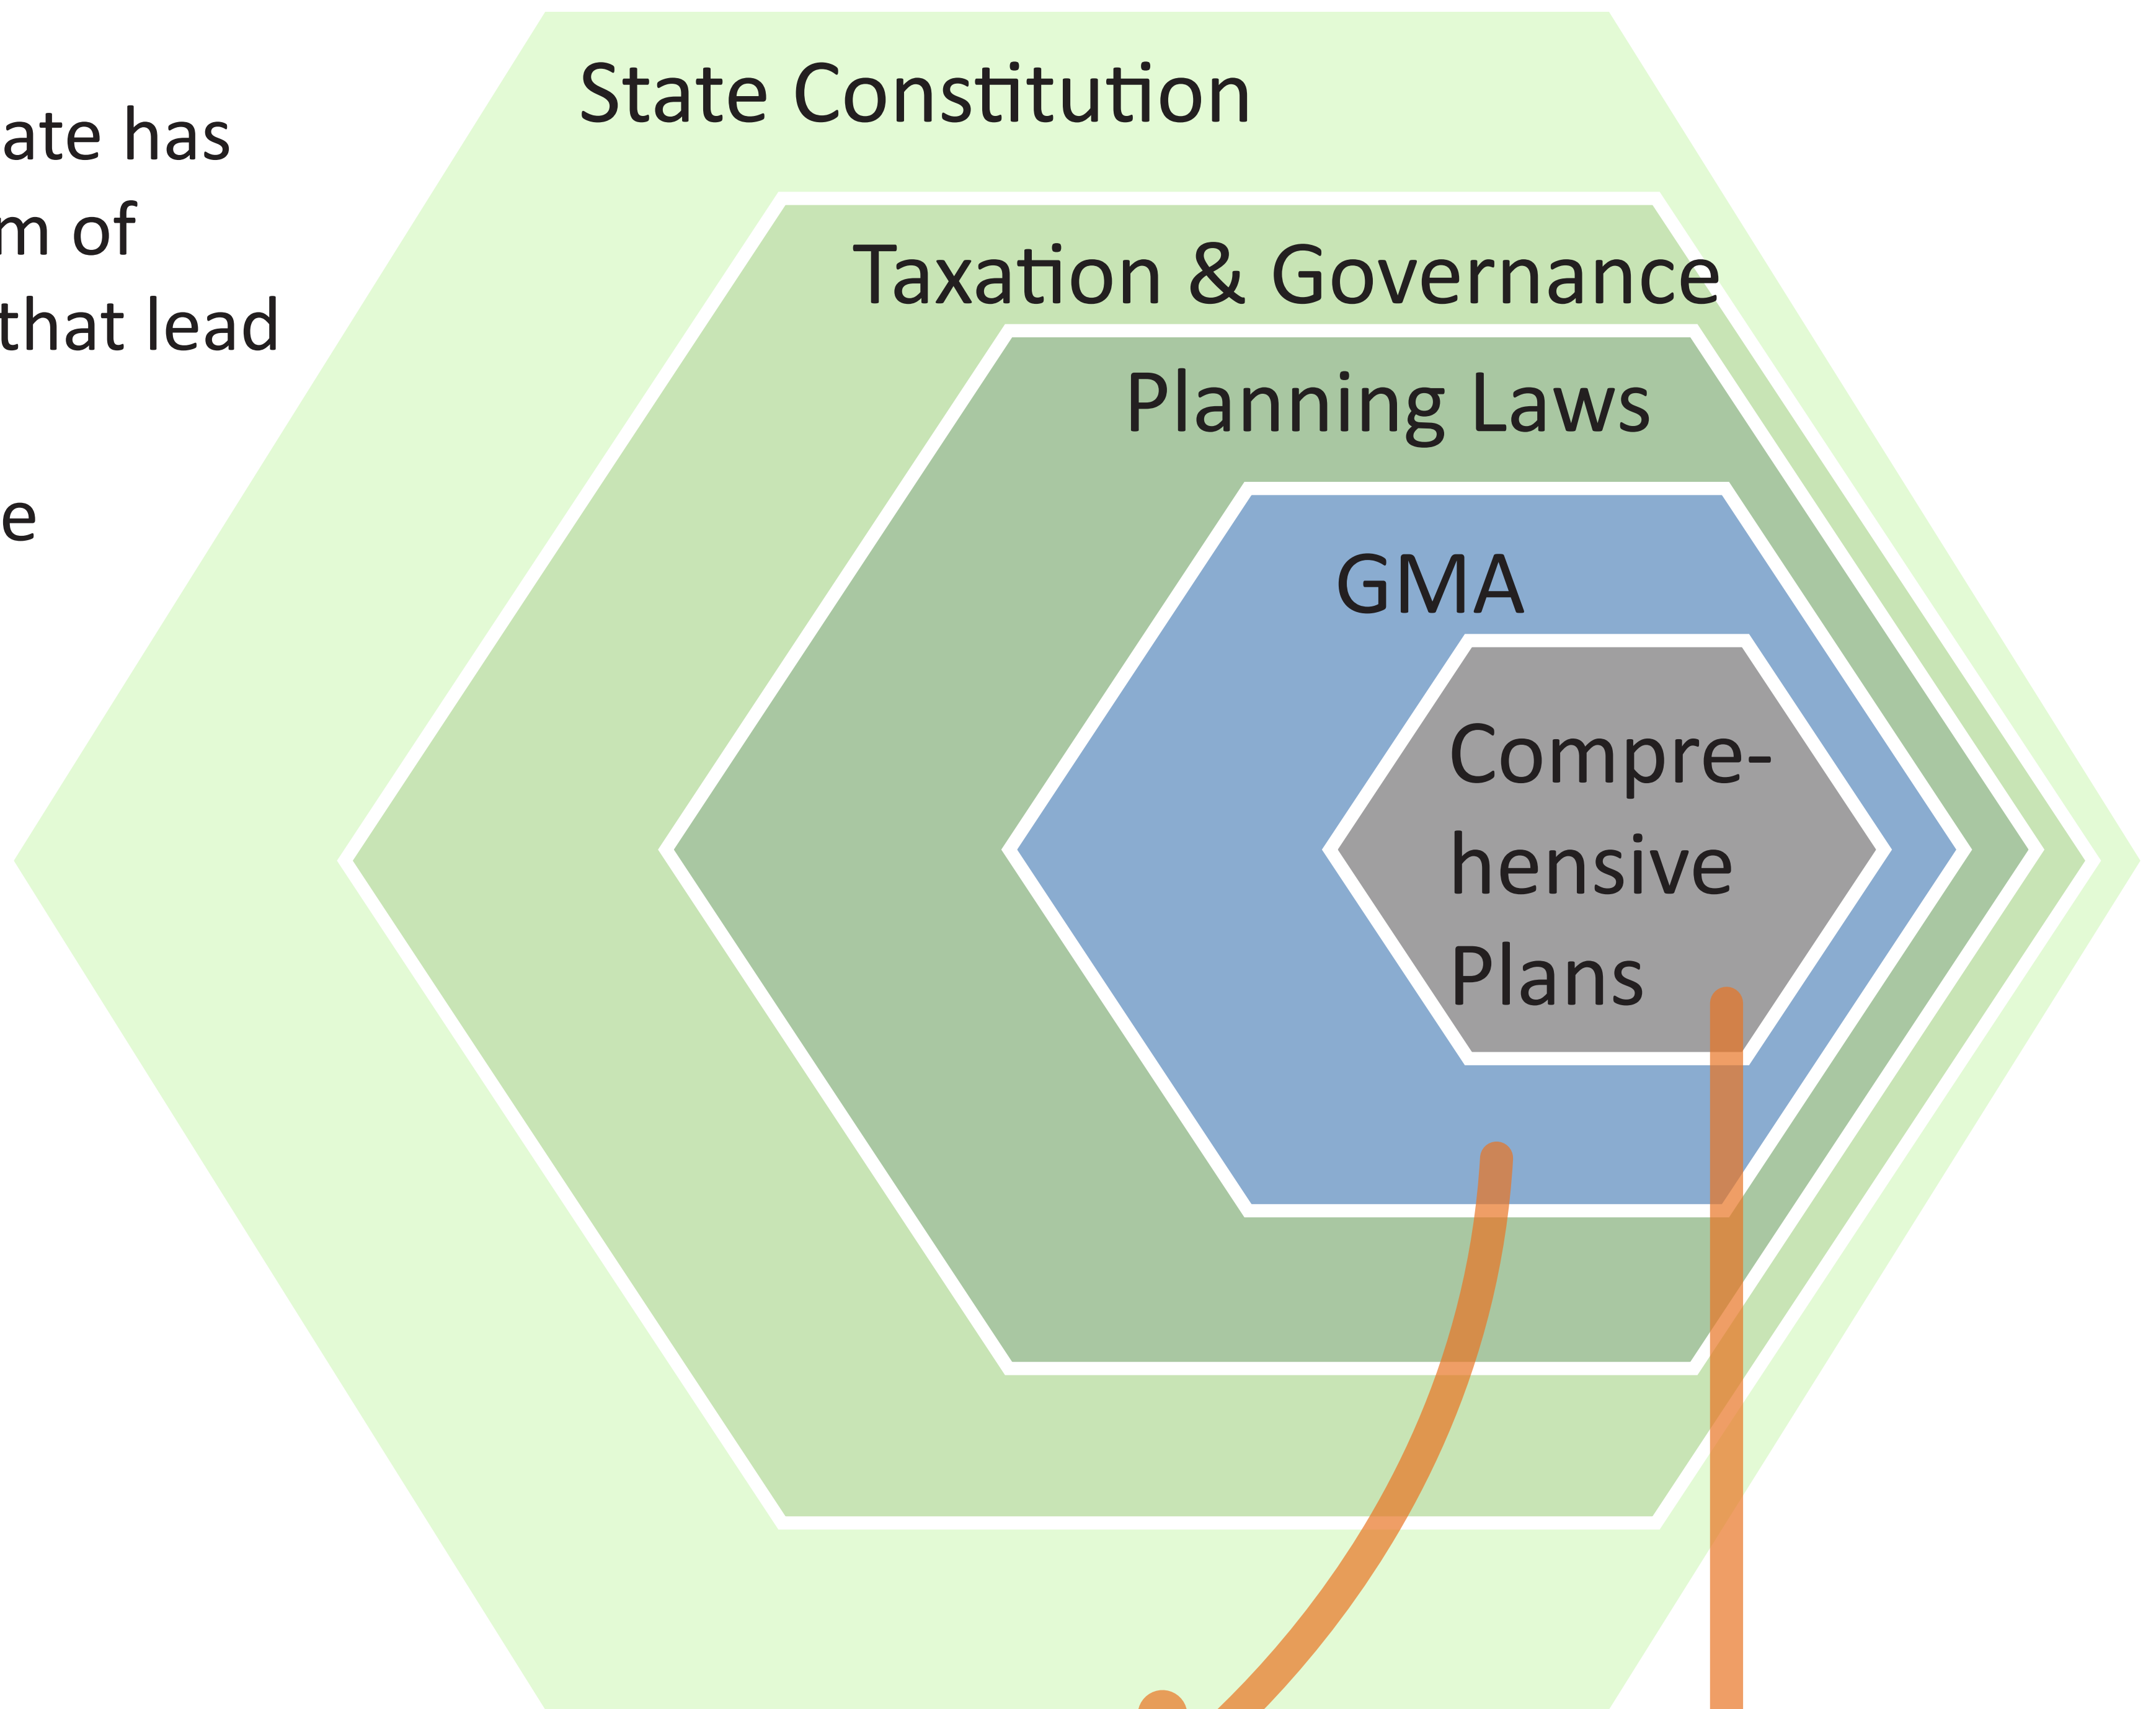 ate has
m of
that lead
e
State Constitution
Taxation & Governance
Planning Laws
GMA
Compre-
hensive
Plans